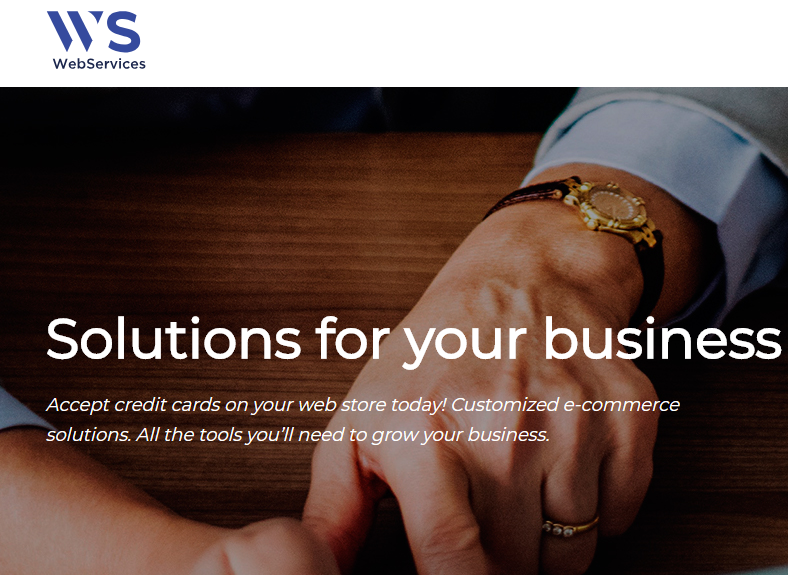 WS
WebServices
Solutions for your business
Accept credit cards on your web store today! Customized e-commerce
solutions. All the tools you’ll need to grow your business.